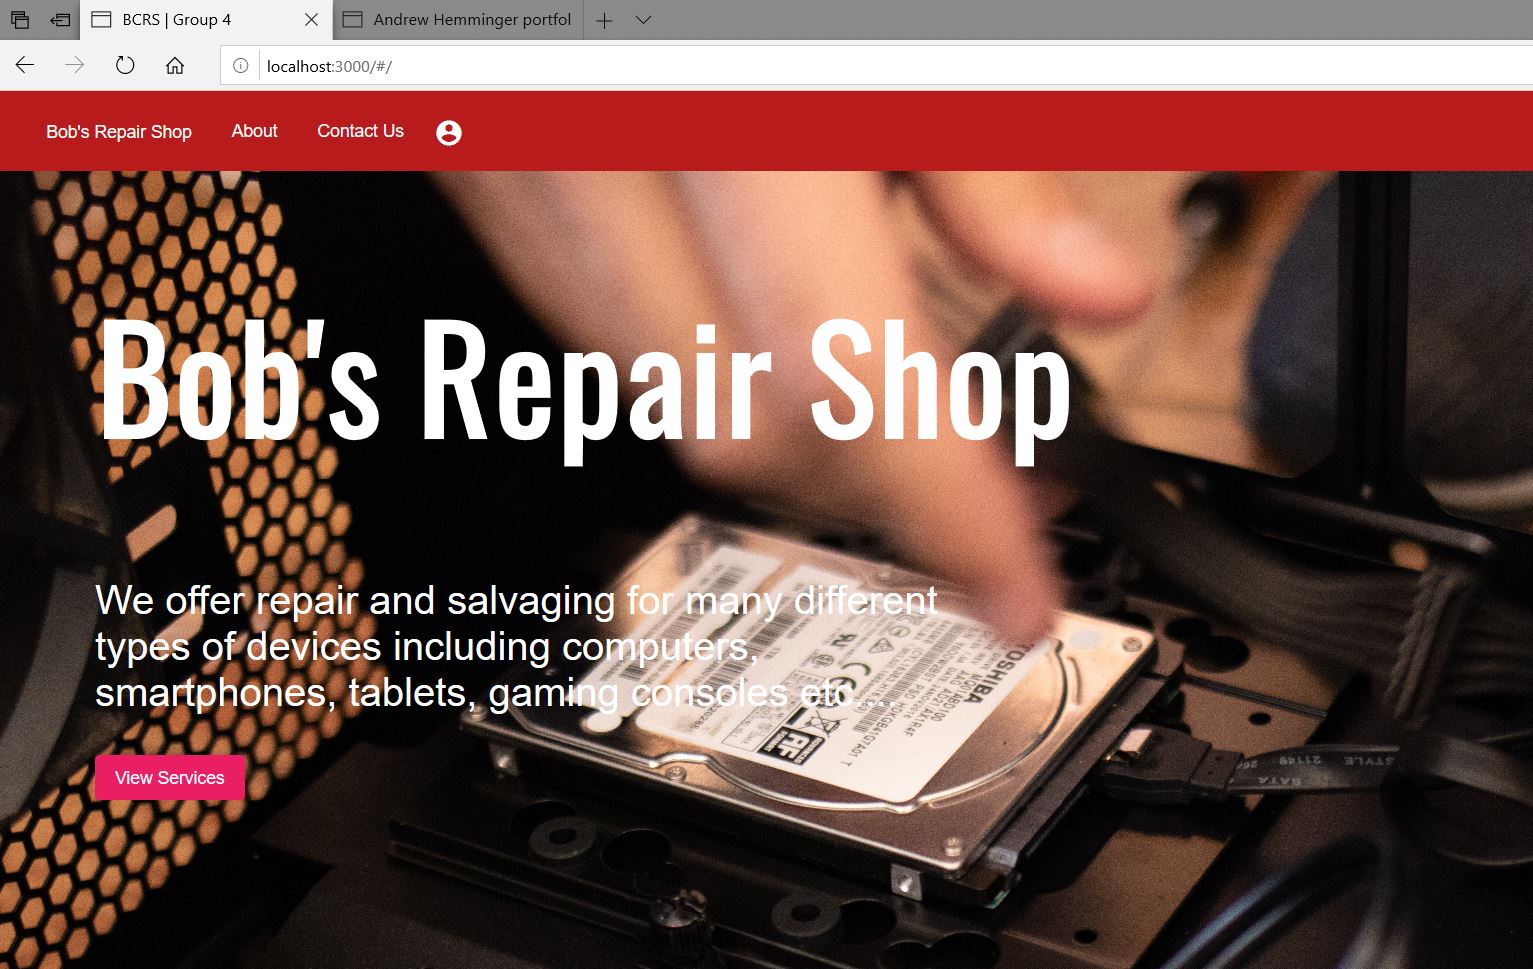 BCRS | Group 4
Andrew Hemminger portfol
localhost:3000/#/
Bob's Repair Shop
About
Contact Us
Bob's Repair Shop
We offer repair and salvaging for many different
types of devices including computers,
smartphones, tablets, gaming consoles etc....
View Services
TOSHIBA
SATA
21149
STYLE